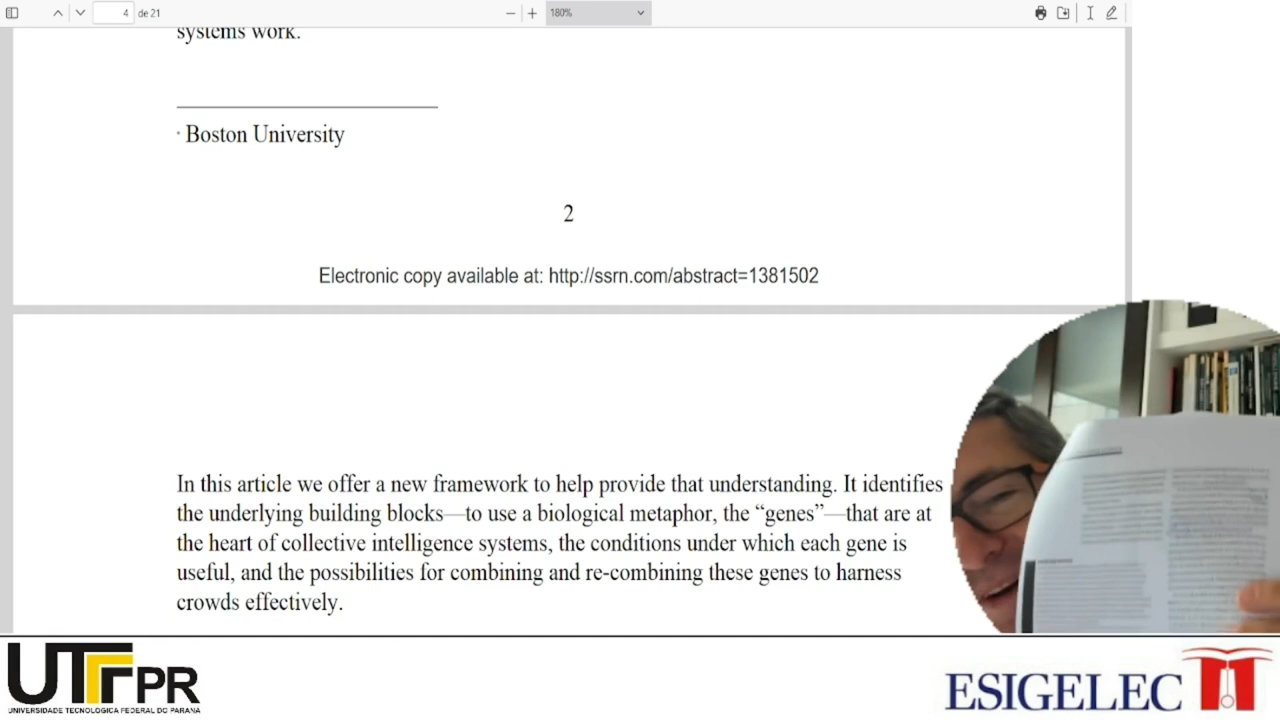 4 de 21
180%
systems work.
· Boston University
2
Electronic copy available at: http://ssrn.com/abstract=1381502
In this article we offer a new framework to help provide that understanding. It identifies
the underlying building blocks—to use a biological metaphor, the “genes”—that are at
the heart of collective intelligence systems, the conditions under which each gene is
useful, and the possibilities for combining and re-combining these genes to harness
crowds effectively.
UTFPR
UNIVERSIDADE TECNOLÓGICA FEDERAL DO PARANÁ
ESIGELEC